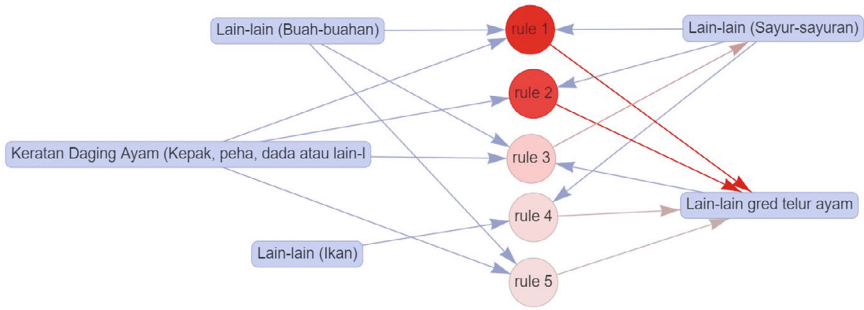 Lain-lain (Buah-buahan)
rule 1
Lain-lain (Sayur-sayuran)
rule 2
Keratan Daging Ayam (Kepak, peha, dada atau lain-l
rule 3
Lain-lain gred telur ayam
rule 4
Lain-lain (Ikan)
rule 5